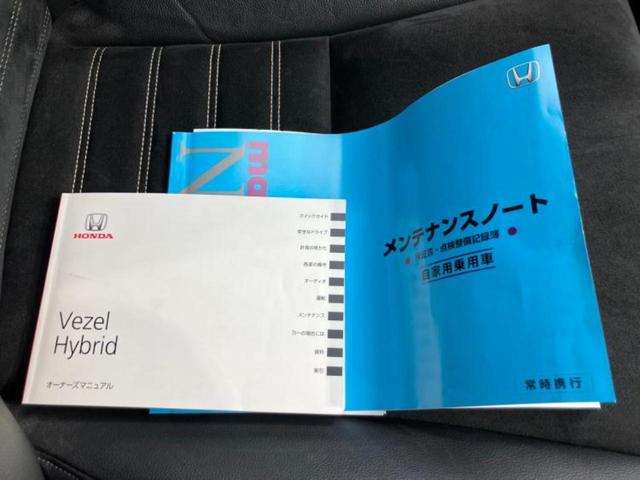 HONDA
Vezel
Hybrid
オーナーズマニュアル
クイックガイド
安全なドライブ
計器の見かた
各部の操作
オーディオ
運転
メンテナンス
万一の場合には
資料
索引
ma
N
メンテナンスノート
保証書・点検整備記録簿
自家用乗用車
常時携行